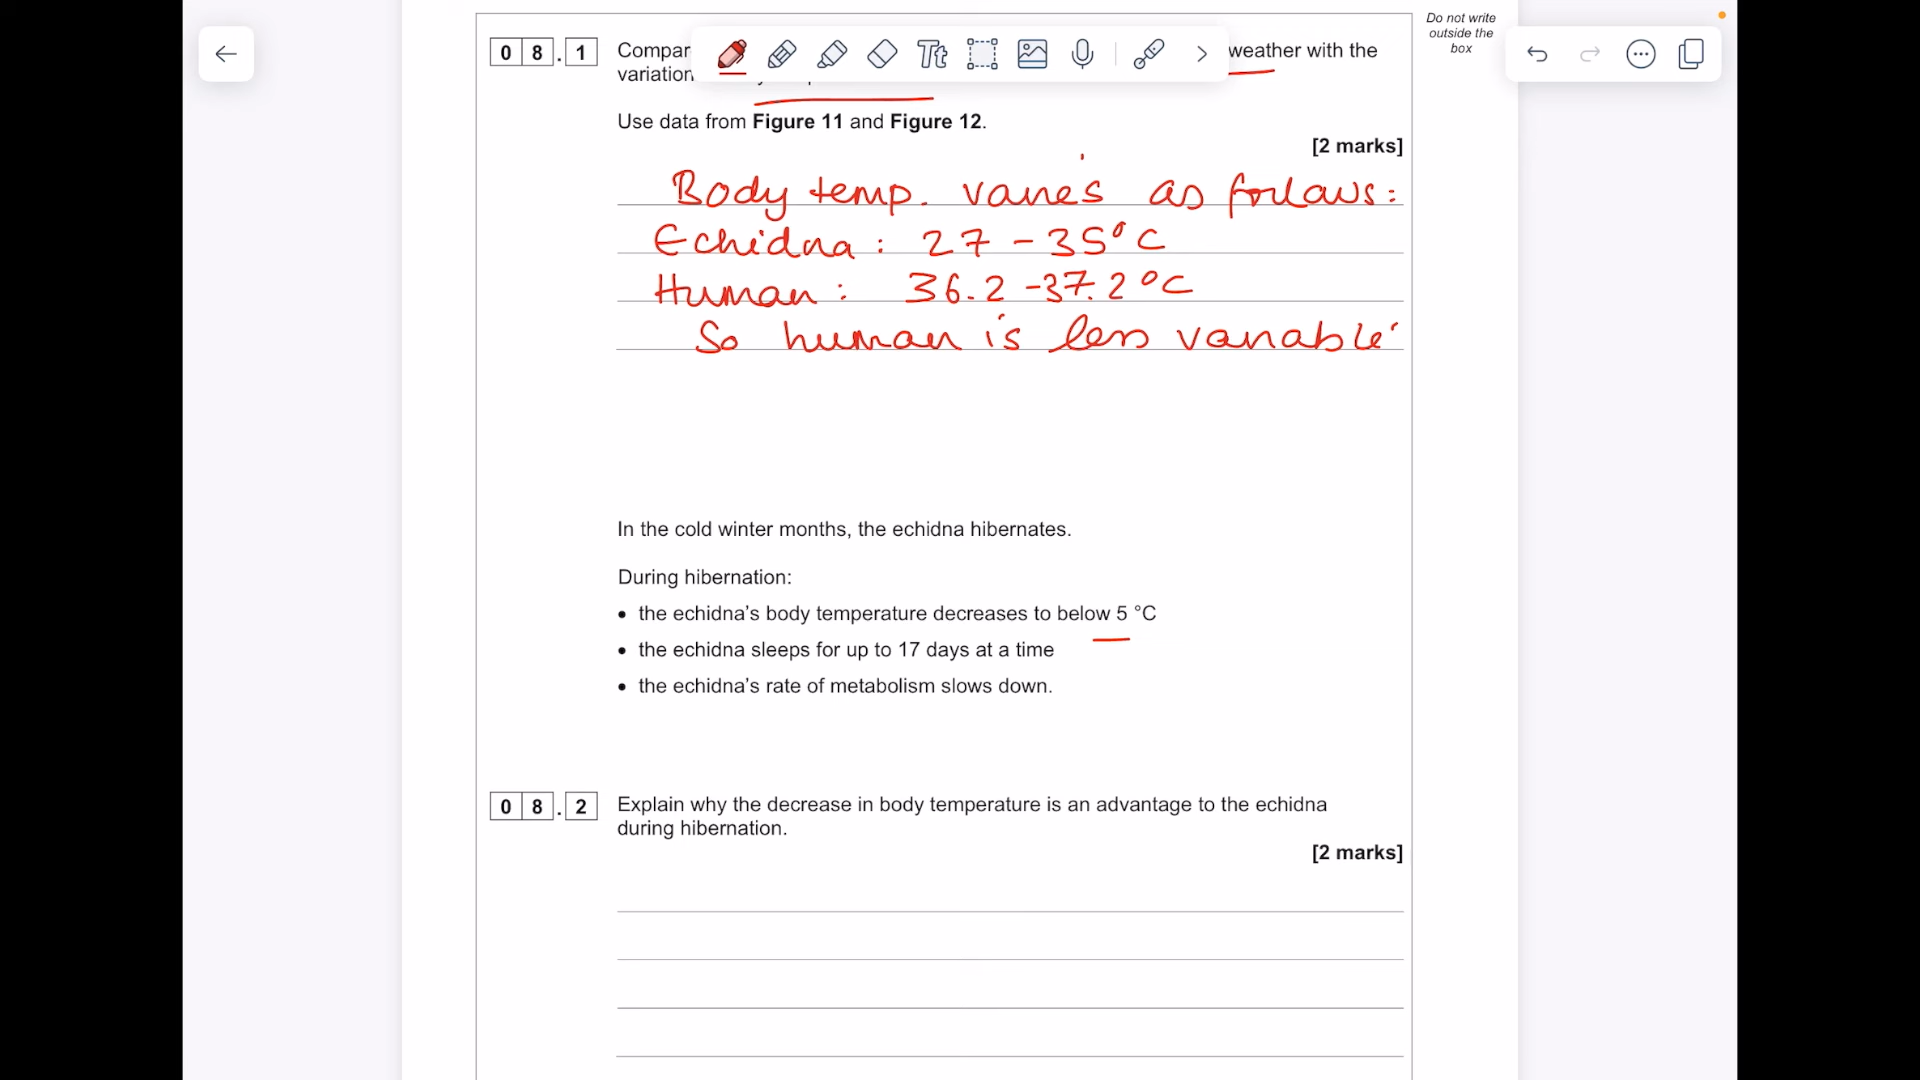 Do not write
outside the
box
0 8 . 1 Compar weather with the
variation
Use data from Figure 11 and Figure 12.
[2 marks]
Body temp. varies as follows:
Echidna : 27 - 35°C
Human : 36.2 - 37.2°C
So human is less variable
In the cold winter months, the echidna hibernates.
During hibernation:
• the echidna's body temperature decreases to below 5 °C
• the echidna sleeps for up to 17 days at a time
• the echidna's rate of metabolism slows down.
0 8 . 2 Explain why the decrease in body temperature is an advantage to the echidna
during hibernation.
[2 marks]